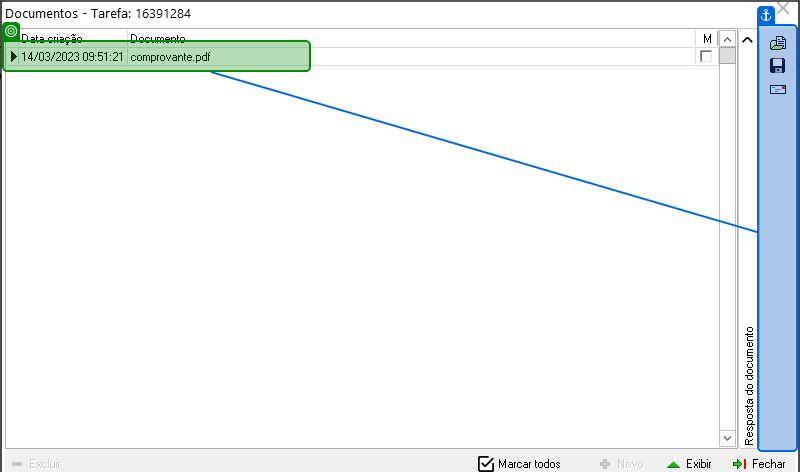 Documentos - Tarefa: 16391284
Data criação Documento M
14/03/2023 09:51:21 comprovante.pdf
Resposta do documento
Excluir Marcar todos Novo Exibir Fechar